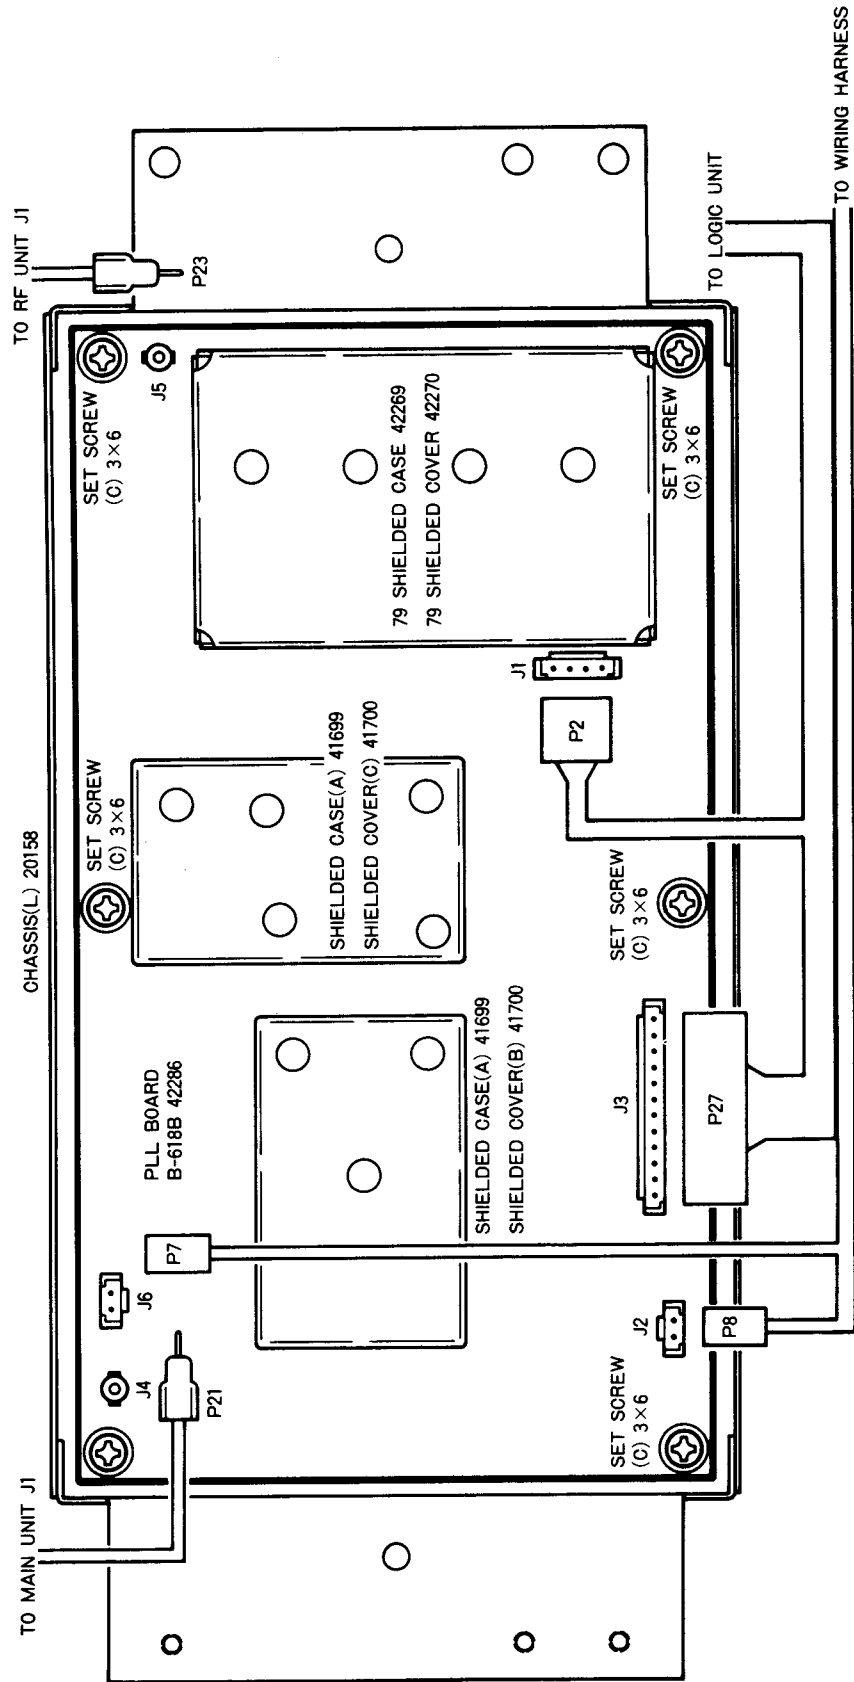 CHASSIS(L) 20158
TO MAIN UNIT J1
TO RF UNIT J1
P21
J4
J6
P7
PLL BOARD
B-618B 42286
SET SCREW
(C) 3×6
SET SCREW
(C) 3×6
J5
P23
SHIELDED CASE(A) 41699
SHIELDED COVER(B) 41700
SHIELDED CASE(A) 41699
SHIELDED COVER(C) 41700
79 SHIELDED CASE 42269
79 SHIELDED COVER 42270
J1
P2
SET SCREW
(C) 3×6
J2
P8
J3
P27
SET SCREW
(C) 3×6
SET SCREW
(C) 3×6
TO LOGIC UNIT
TO WIRING HARNESS